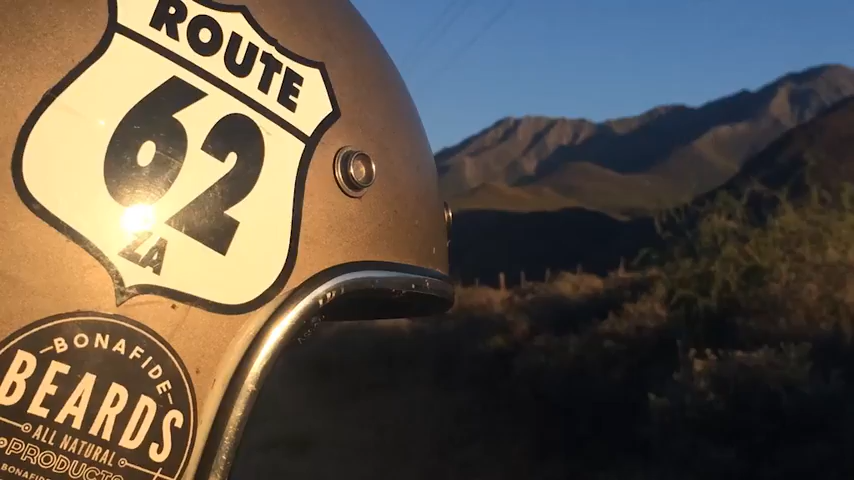 ROUTE
62
ZA
BONAFIDE
BEARDS
ALL NATURAL
PRODUCTS